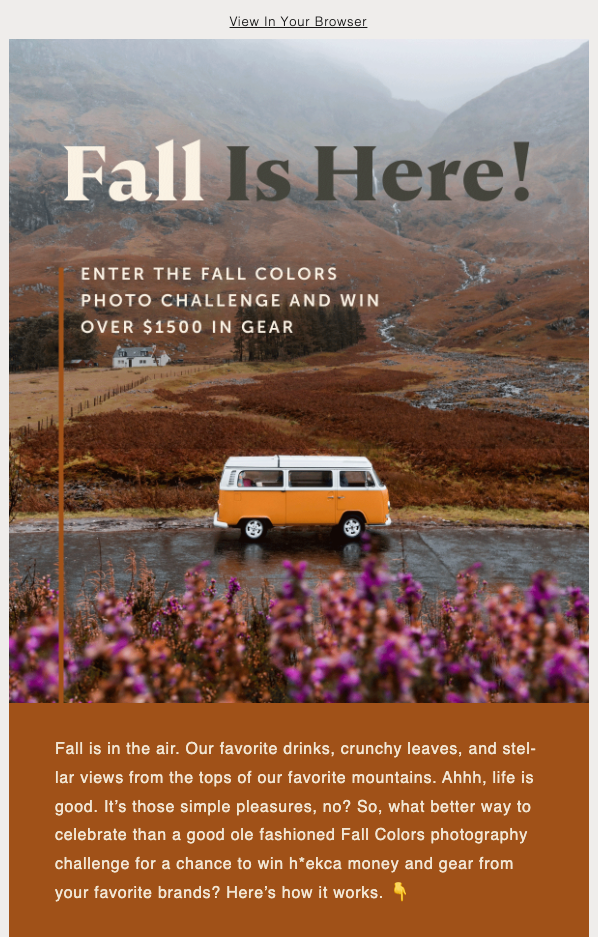 View In Your Browser
Fall Is Here!
ENTER THE FALL COLORS
PHOTO CHALLENGE AND WIN
OVER $1500 IN GEAR
Fall is in the air. Our favorite drinks, crunchy leaves, and stel-
lar views from the tops of our favorite mountains. Ahhh, life is
good. It’s those simple pleasures, no? So, what better way to
celebrate than a good ole fashioned Fall Colors photography
challenge for a chance to win h*ekca money and gear from
your favorite brands? Here’s how it works. 👇